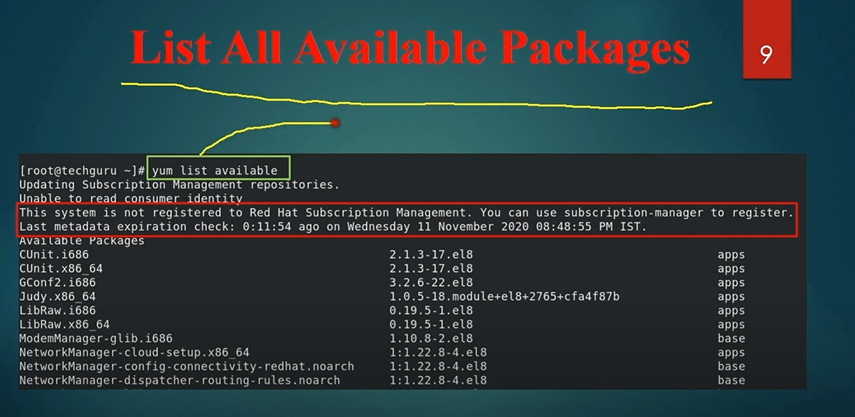 List All Available Packages
9
[root@techguru ~]# yum list available
Updating Subscription Management repositories.
Unable to read consumer identity
This system is not registered to Red Hat Subscription Management. You can use subscription-manager to register.
Last metadata expiration check: 0:11:54 ago on Wednesday 11 November 2020 08:48:55 PM IST.
Available Packages
CUnit.i686 2.1.3-17.el8 apps
CUnit.x86_64 2.1.3-17.el8 apps
GConf2.i686 3.2.6-22.el8 apps
Judy.x86_64 1.0.5-18.module+el8+2765+cfa4f87b apps
LibRaw.i686 0.19.5-1.el8 apps
LibRaw.x86_64 0.19.5-1.el8 apps
ModemManager-glib.i686 1.10.8-2.el8 base
NetworkManager-cloud-setup.x86_64 1:1.22.8-4.el8 apps
NetworkManager-config-connectivity-redhat.noarch 1:1.22.8-4.el8 base
NetworkManager-dispatcher-routing-rules.noarch 1:1.22.8-4.el8 base